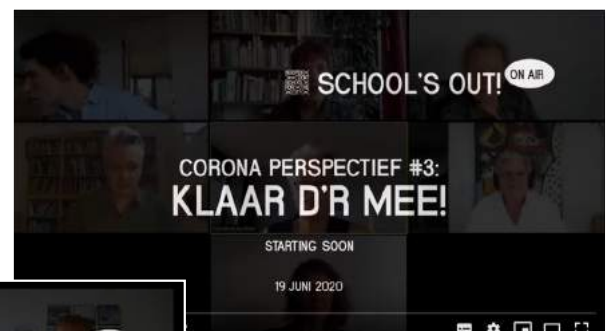 SCHOOL'S OUT! ON AIR
CORONA PERSPECTIEF #3:
KLAAR D'R MEE!
STARTING SOON
19 JUNI 2020